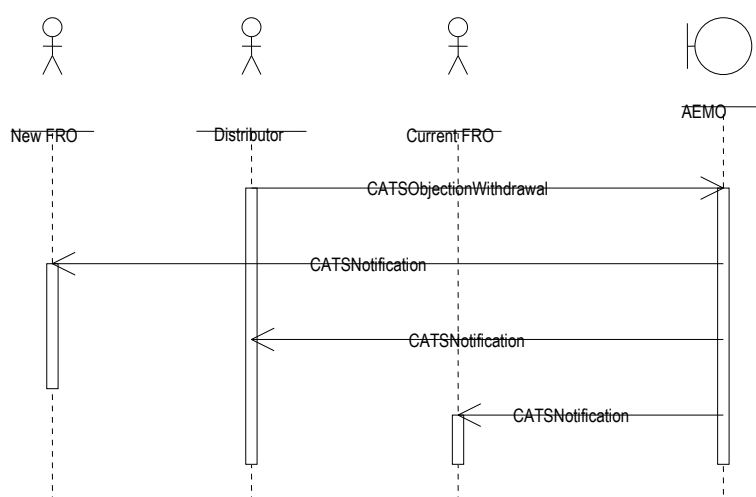 AEMO
New FRO
Distributor
Current FRO
CATSObjectionWithdrawal
CATSNotification
CATSNotification
CATSNotification